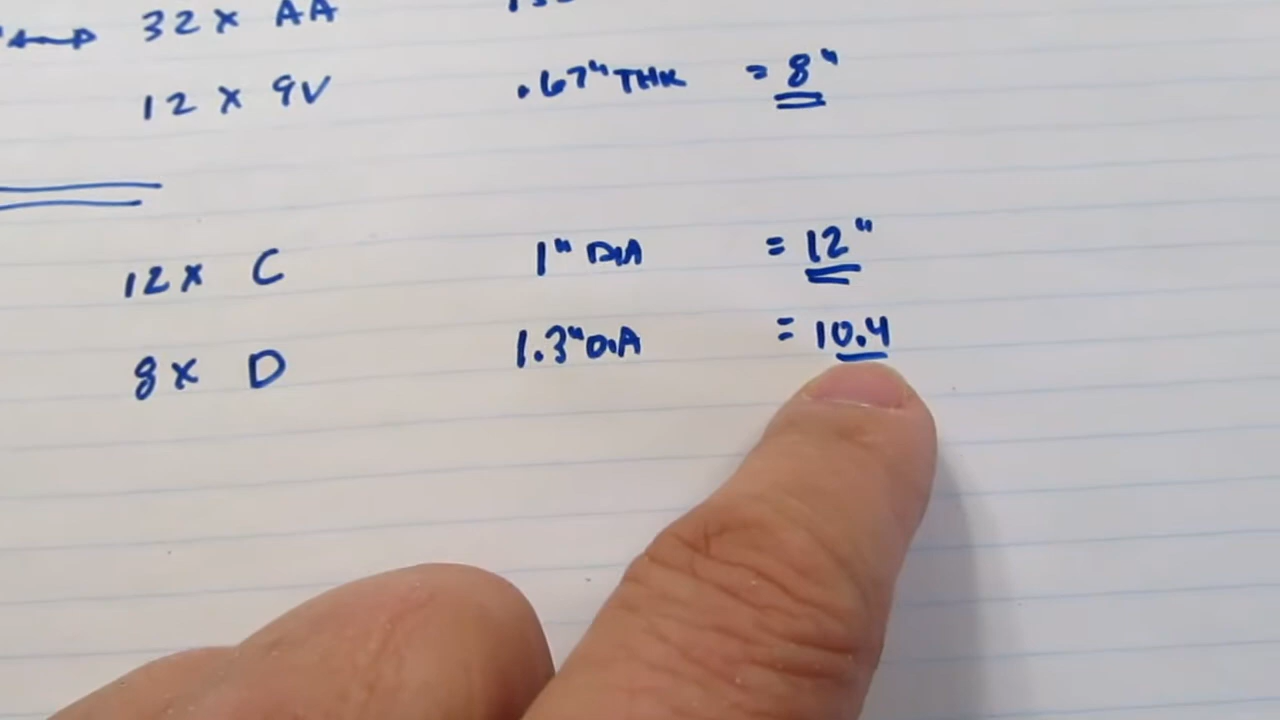 32 x AA
12 x 9V .67" THK = 8"
12 x C 1" DIA = 12"
8 x D 1.3" DIA = 10.4